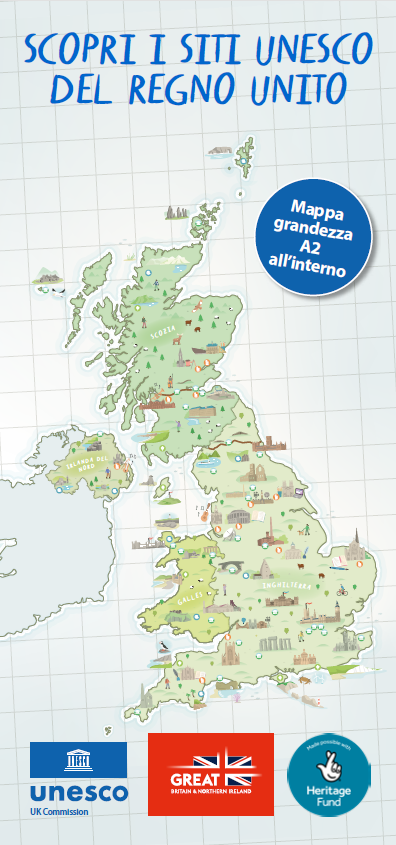 SCOPRI I SITI UNESCO
DEL REGNO UNITO
Mappa
grandezza
A2
all'interno
SCOZIA
IRLANDA DEL
NORD
GALLES
INGHILTERRA
unesco
UK Commission
GREAT
BRITAIN & NORTHERN IRELAND
Made possible with
Heritage
Fund